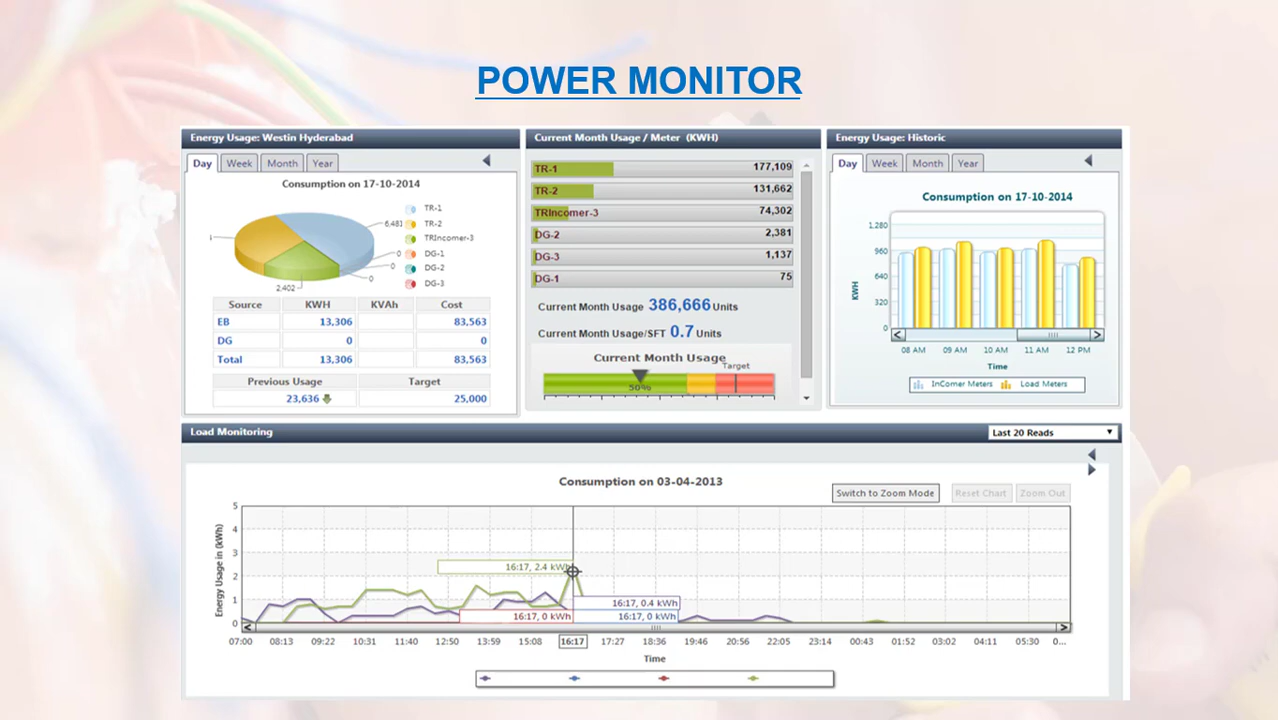 POWER MONITOR
Energy Usage: Westin Hyderabad
Day Week Month Year
Consumption on 17-10-2014
6,481
0
0
0
2,402
TR-1
TR-2
TRIncomer-3
DG-1
DG-2
DG-3
Source KWH KVAh Cost
EB 13,306 83,563
DG 0 0
Total 13,306 83,563
Previous Usage Target
23,636 25,000
Current Month Usage / Meter (KWH)
TR-1 177,109
TR-2 131,662
TRIncomer-3 74,302
DG-2 2,381
DG-3 1,137
DG-1 75
Current Month Usage 386,666 Units
Current Month Usage/SFT 0.7 Units
Current Month Usage
Target
50%
Energy Usage: Historic
Day Week Month Year
Consumption on 17-10-2014
1,280
960
640
320
0
KWH
08 AM 09 AM 10 AM 11 AM 12 PM
Time
InComer Meters Load Meters
Load Monitoring
Last 20 Reads
Consumption on 03-04-2013
Switch to Zoom Mode Reset Chart Zoom Out
Energy Usage in (kWh)
5
4
3
2
1
0
16:17, 2.4 kWh
16:17, 0.4 kWh
16:17, 0 kWh 16:17, 0 kWh
07:00 08:13 09:22 10:31 11:40 12:50 13:59 15:08 16:17 17:27 18:36 19:46 20:56 22:05 23:14 00:43 01:52 03:02 04:11 05:30 0...
Time